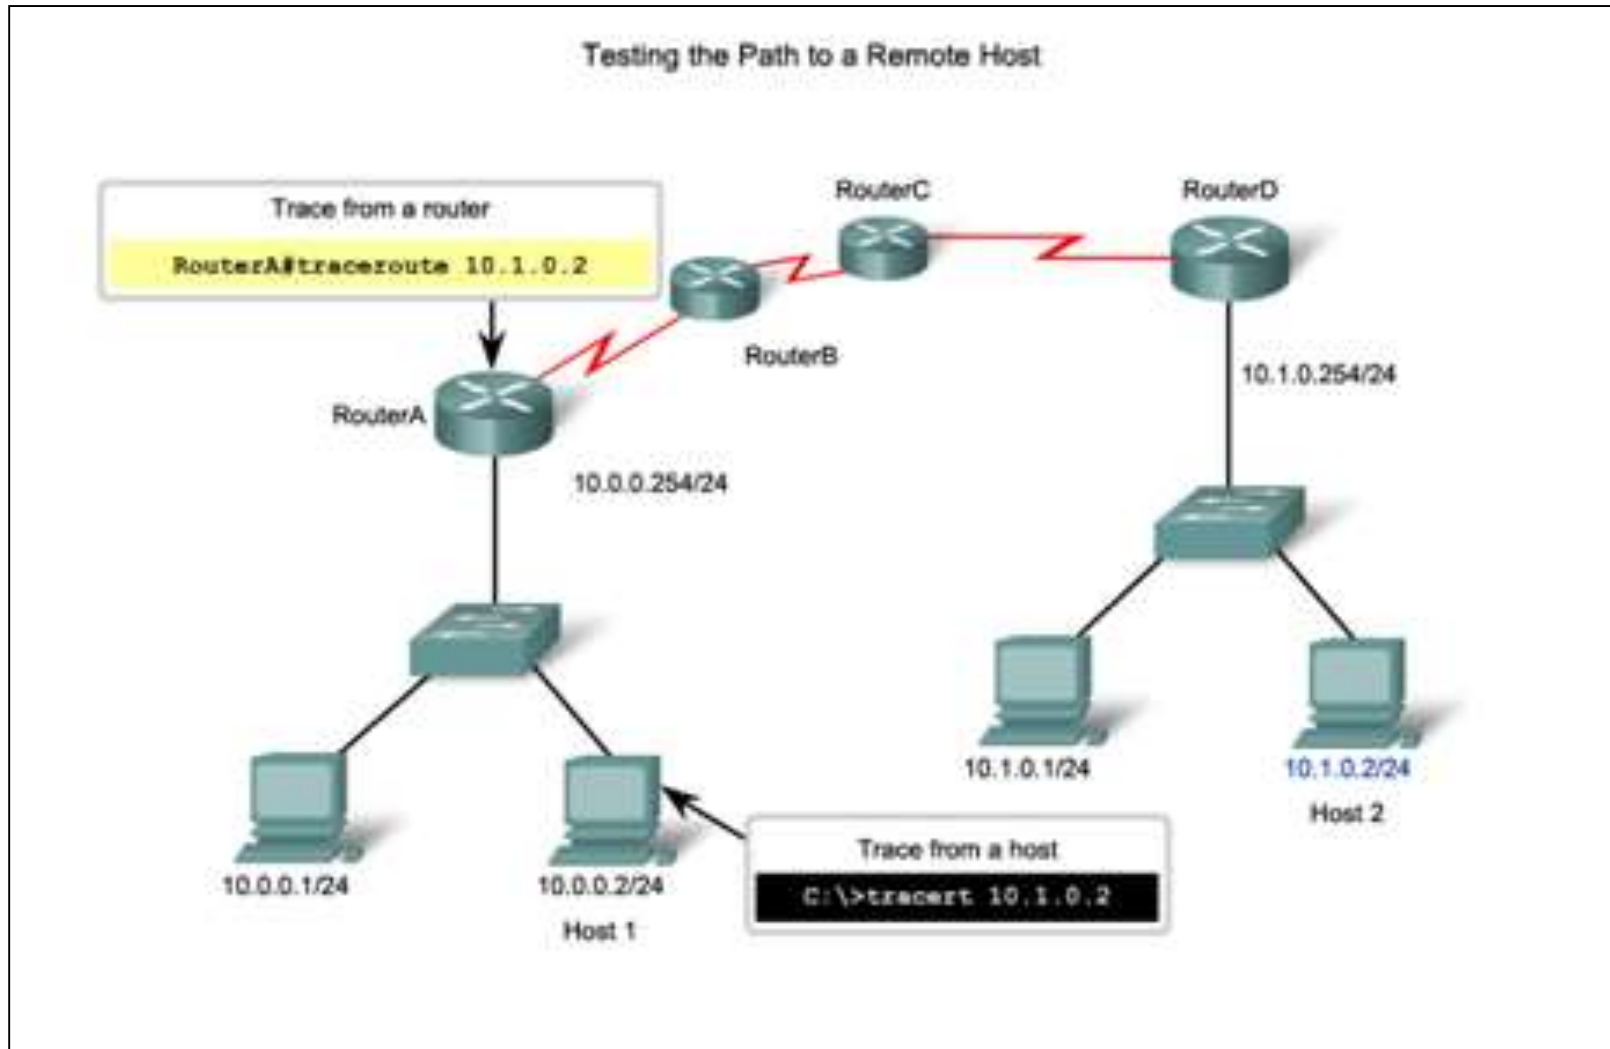 Testing the Path to a Remote Host
Trace from a router
RouterA#traceroute 10.1.0.2
RouterC
RouterD
RouterB
RouterA
10.1.0.254/24
10.0.0.254/24
10.1.0.1/24
10.1.0.2/24
Host 2
Trace from a host
C:\>tracert 10.1.0.2
10.0.0.1/24
10.0.0.2/24
Host 1